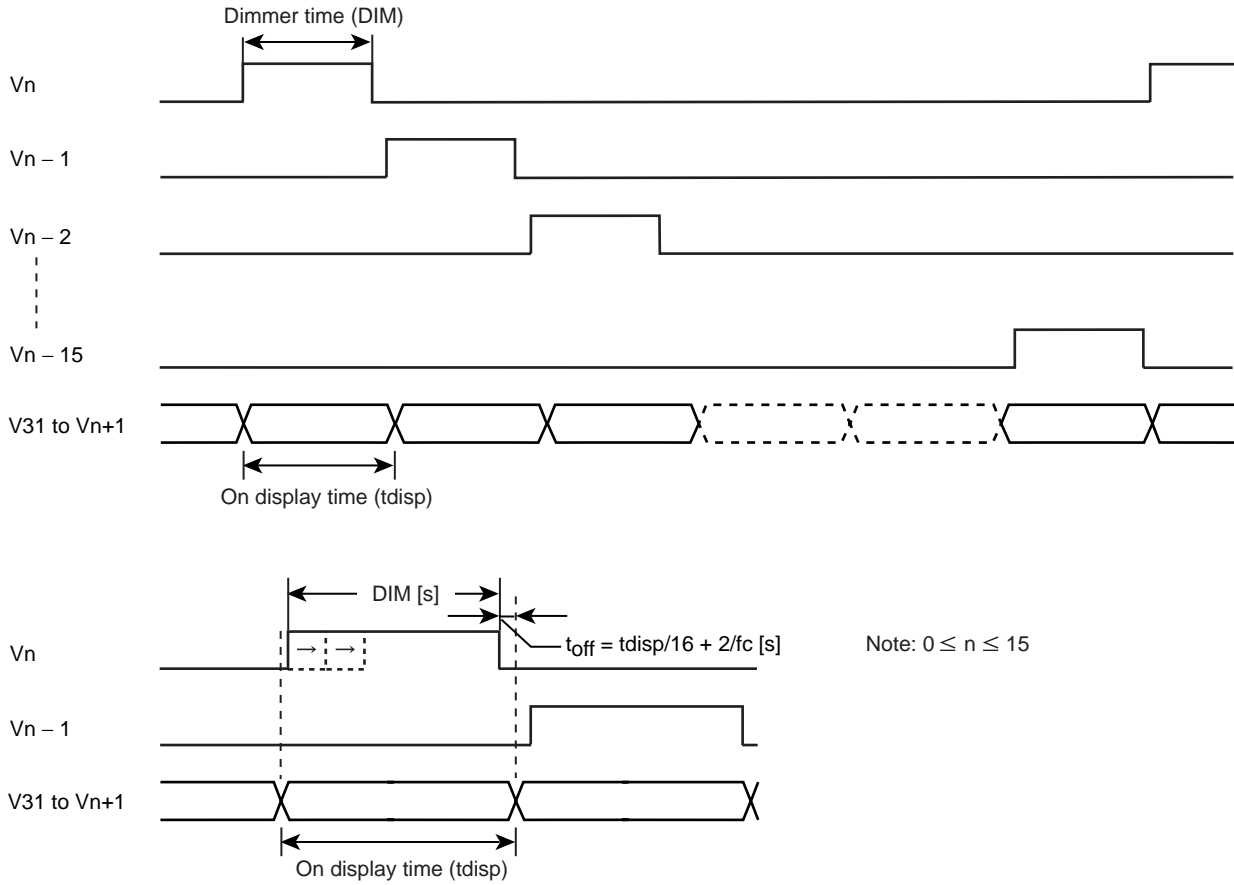 Dimmer time (DIM)
Vn
Vn – 1
Vn – 2
Vn – 15
V31 to Vn+1
On display time (tdisp)
DIM [s]
Vn
→ →
toff = tdisp/16 + 2/fc [s]
Note: 0 ≤ n ≤ 15
Vn – 1
V31 to Vn+1
On display time (tdisp)